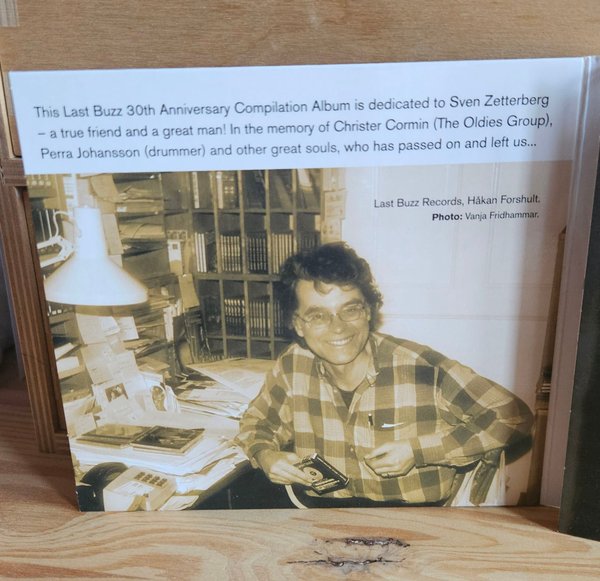 This Last Buzz 30th Anniversary Compilation Album is dedicated to Sven Zetterberg
– a true friend and a great man! In the memory of Christer Cormin (The Oldies Group),
Perra Johansson (drummer) and other great souls, who has passed on and left us...
Last Buzz Records, Håkan Forshult.
Photo: Vanja Fridhammar.